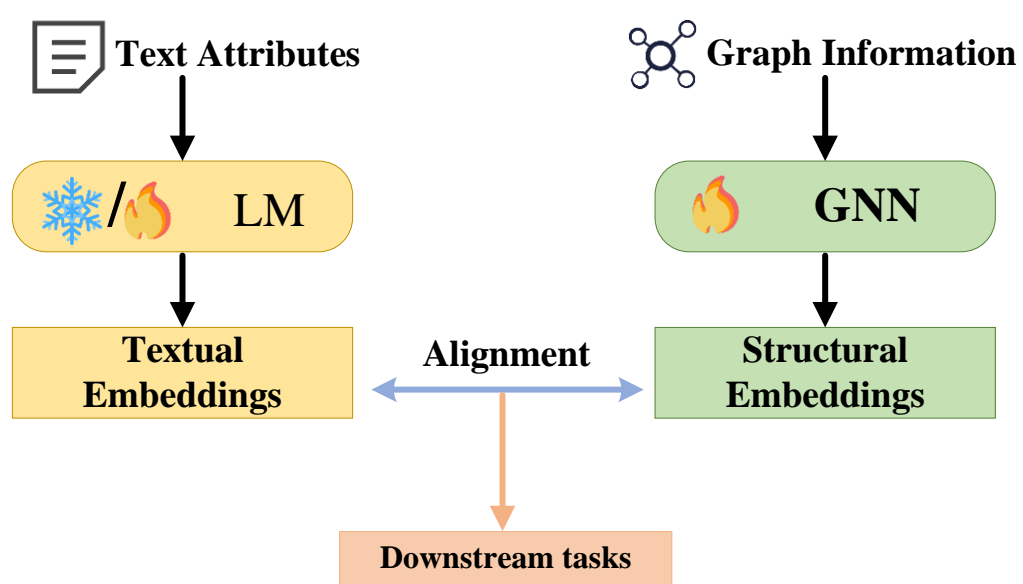 Text Attributes
Graph Information
/ LM
GNN
Textual
Embeddings
Alignment
Structural
Embeddings
Downstream tasks